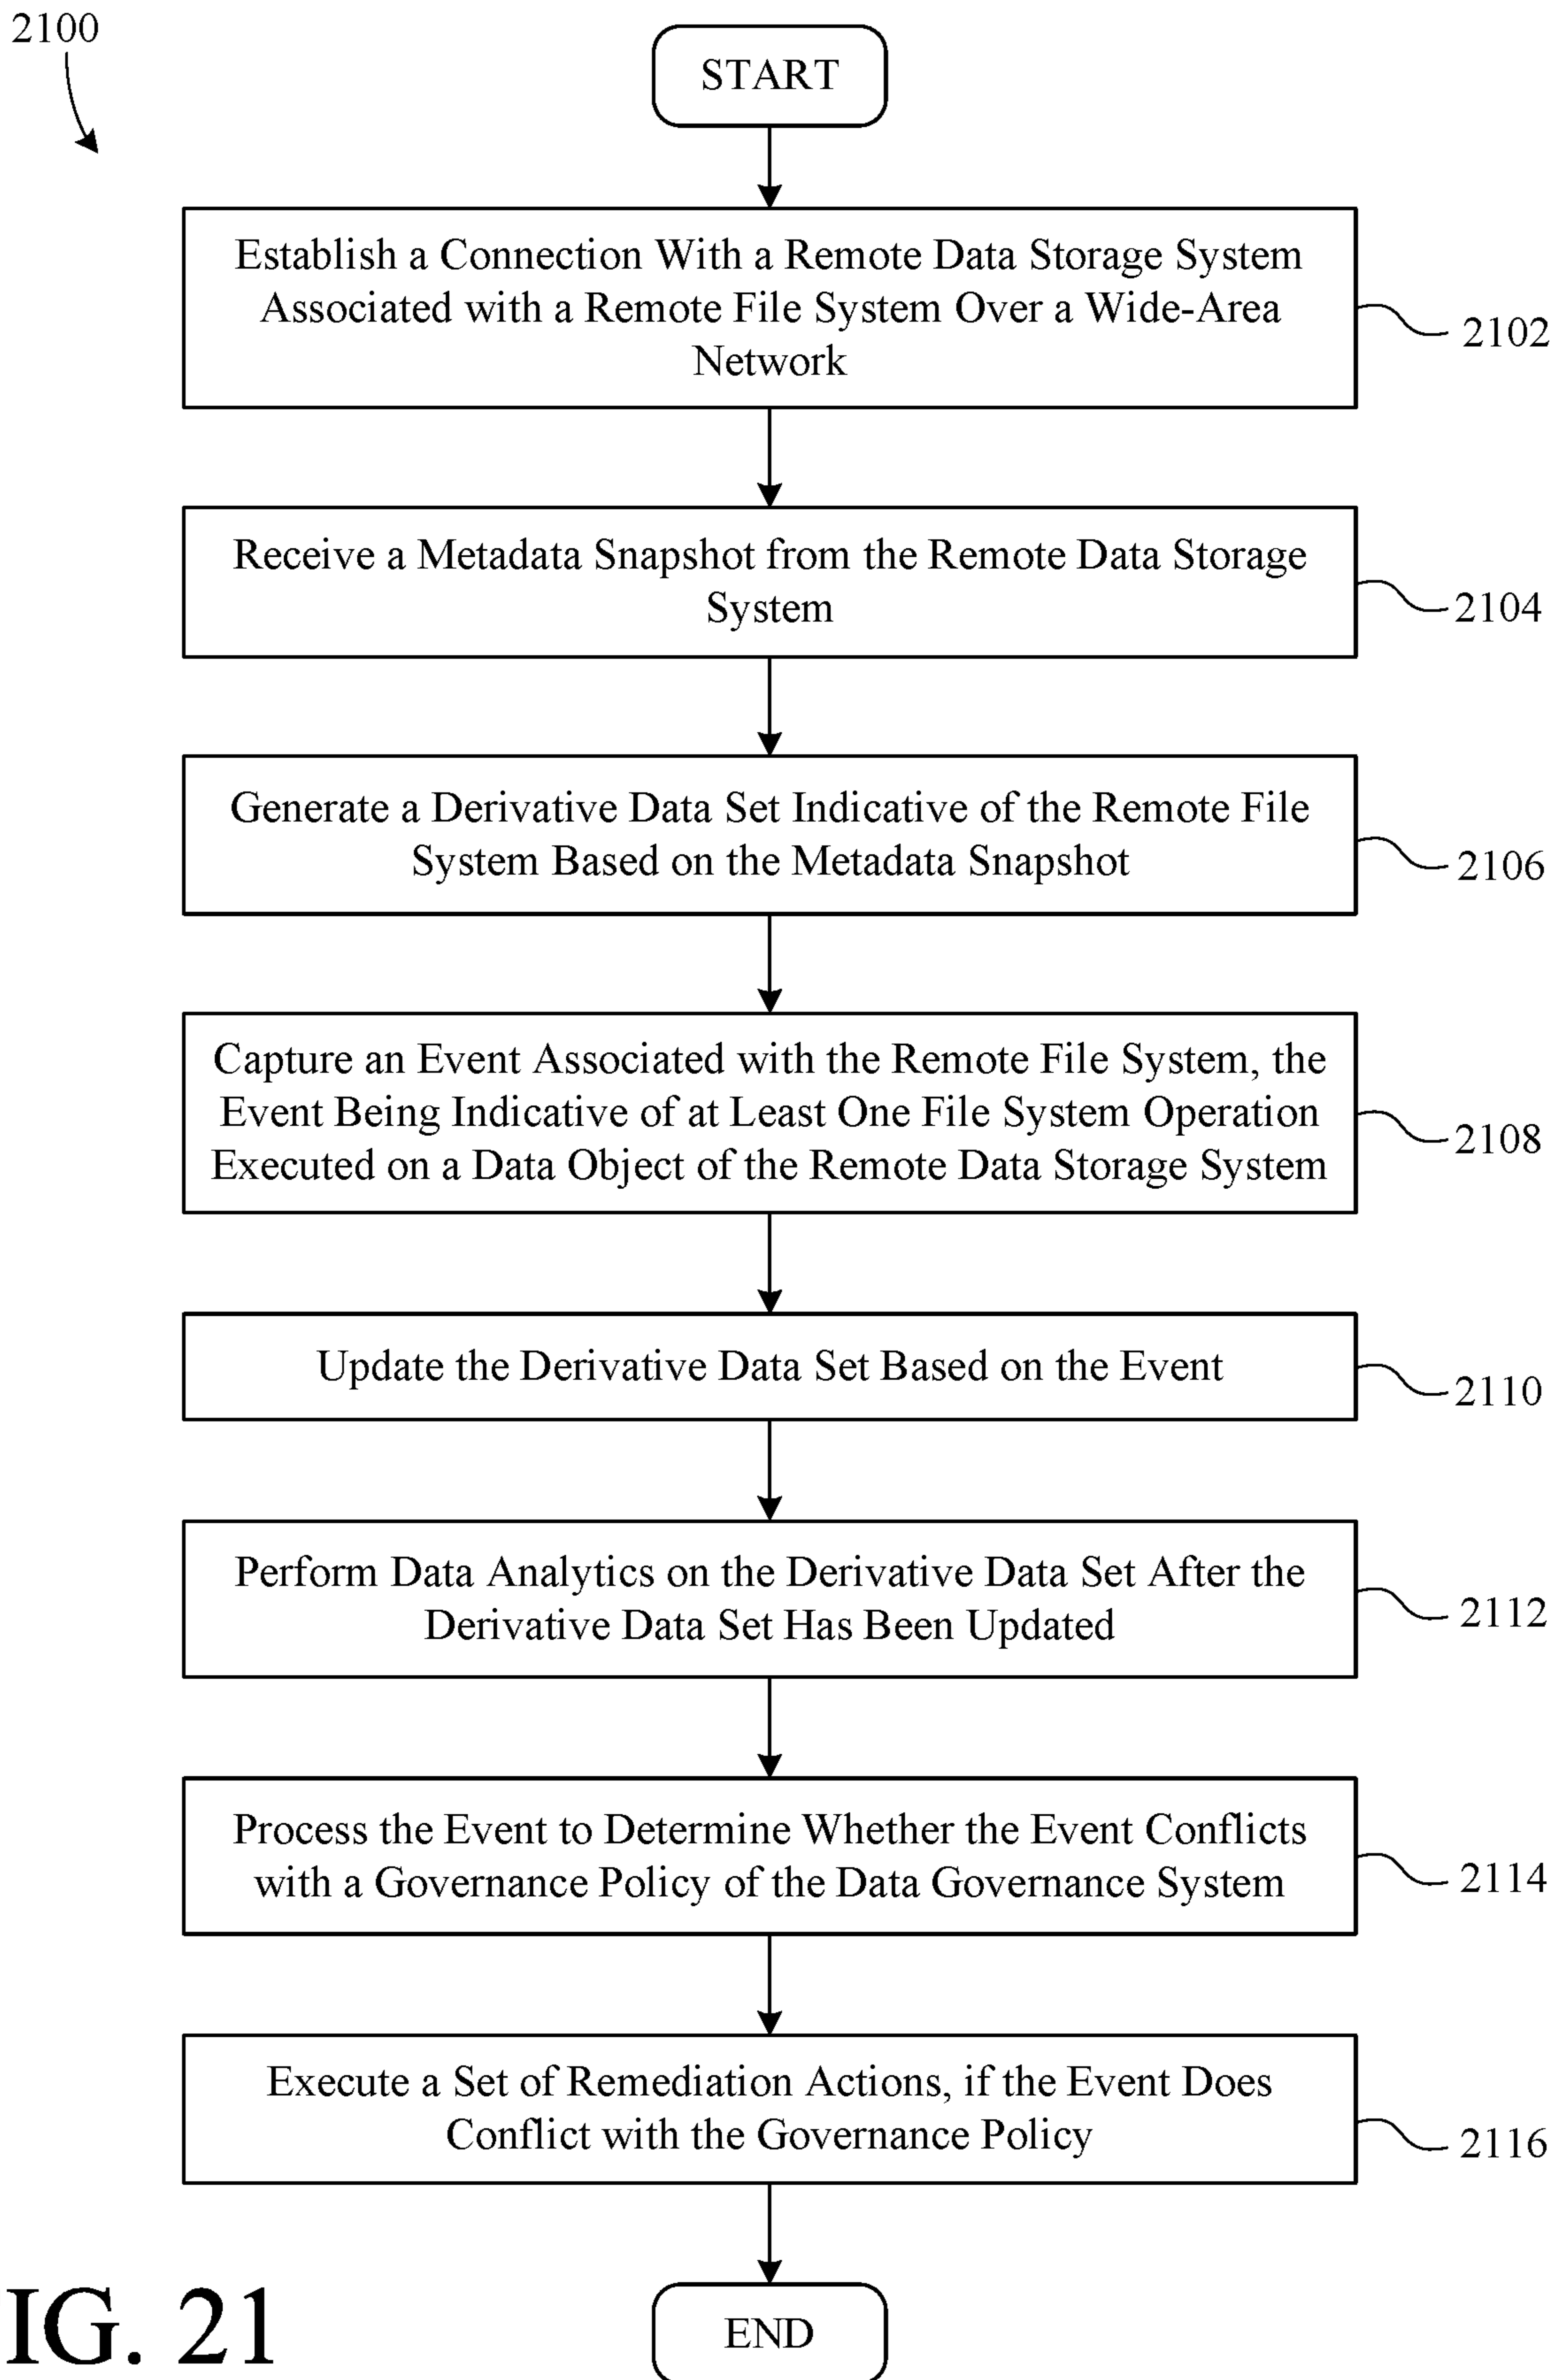 2100
START
Establish a Connection With a Remote Data Storage System
Associated with a Remote File System Over a Wide-Area
Network
2102
Receive a Metadata Snapshot from the Remote Data Storage
System
2104
Generate a Derivative Data Set Indicative of the Remote File
System Based on the Metadata Snapshot
2106
Capture an Event Associated with the Remote File System, the
Event Being Indicative of at Least One File System Operation
Executed on a Data Object of the Remote Data Storage System
2108
Update the Derivative Data Set Based on the Event
2110
Perform Data Analytics on the Derivative Data Set After the
Derivative Data Set Has Been Updated
2112
Process the Event to Determine Whether the Event Conflicts
with a Governance Policy of the Data Governance System
2114
Execute a Set of Remediation Actions, if the Event Does
Conflict with the Governance Policy
2116
END
IG. 21